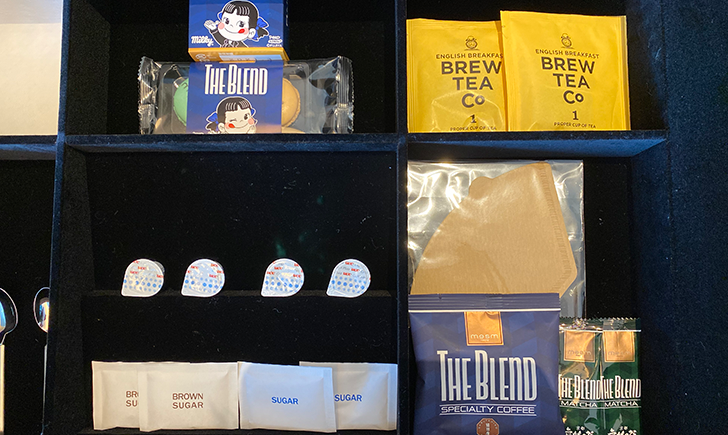 Milky
THE BLEND
ENGLISH BREAKFAST
BREW
TEA
Co
1
PROPER CUP OF TEA
ENGLISH BREAKFAST
BREW
TEA
Co
1
PROPER CUP OF TEA
BROWN
SUGAR
SUGAR
SUGAR
THE BLEND
SPECIALTY COFFEE
THE BLEND
MATCHA
THE BLEND
MATCHA